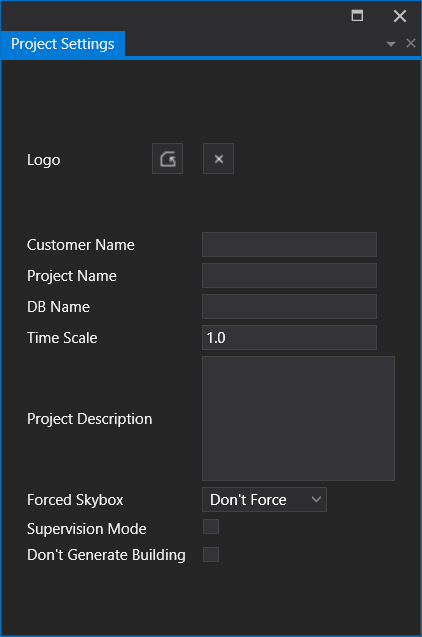 Project Settings
Logo
Customer Name
Project Name
DB Name
Time Scale 1.0
Project Description
Forced Skybox Don't Force
Supervision Mode
Don't Generate Building